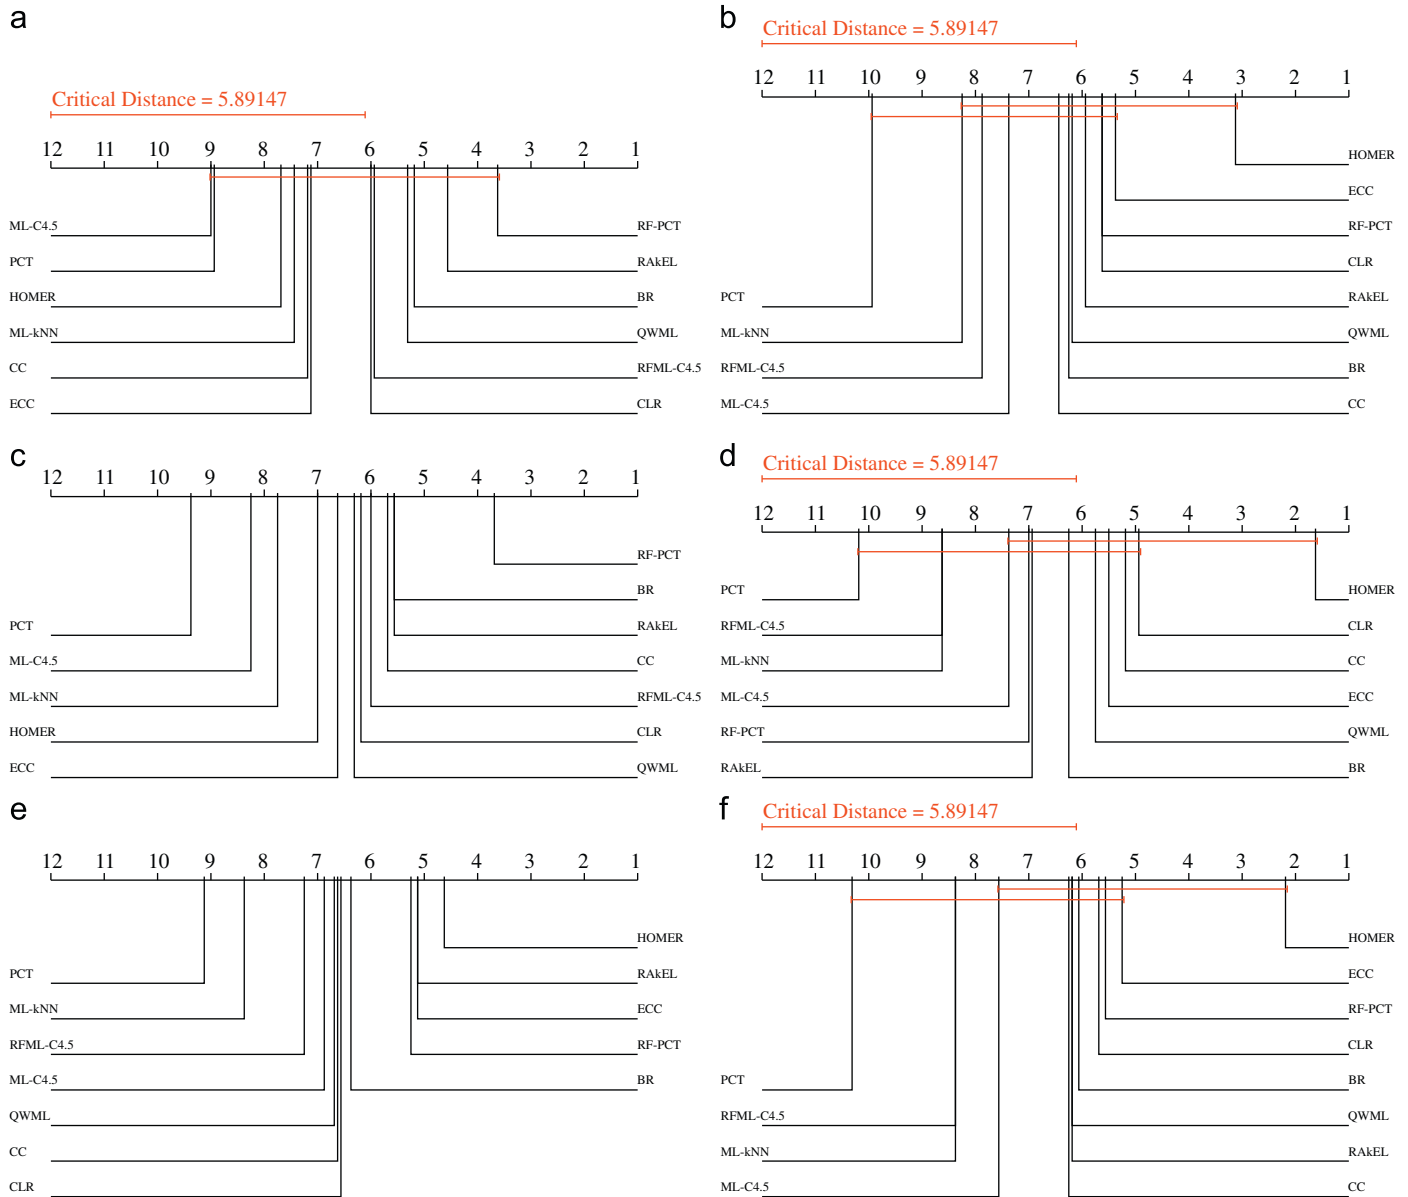 a
Critical Distance = 5.89147
12 11 10 9 8 7 6 5 4 3 2 1
ML-C4.5
PCT
HOMER
ML-kNN
CC
ECC
RF-PCT
RAkEL
BR
QWML
RFML-C4.5
CLR
b
Critical Distance = 5.89147
12 11 10 9 8 7 6 5 4 3 2 1
PCT
ML-kNN
RFML-C4.5
ML-C4.5
HOMER
ECC
RF-PCT
CLR
RAkEL
QWML
BR
CC
c
12 11 10 9 8 7 6 5 4 3 2 1
PCT
ML-C4.5
ML-kNN
HOMER
ECC
RF-PCT
BR
RAkEL
CC
RFML-C4.5
CLR
QWML
d
Critical Distance = 5.89147
12 11 10 9 8 7 6 5 4 3 2 1
PCT
RFML-C4.5
ML-kNN
ML-C4.5
RF-PCT
RAkEL
HOMER
CLR
CC
ECC
QWML
BR
e
12 11 10 9 8 7 6 5 4 3 2 1
PCT
ML-kNN
RFML-C4.5
ML-C4.5
QWML
CC
CLR
HOMER
RAkEL
ECC
RF-PCT
BR
f
Critical Distance = 5.89147
12 11 10 9 8 7 6 5 4 3 2 1
PCT
RFML-C4.5
ML-kNN
ML-C4.5
HOMER
ECC
RF-PCT
CLR
BR
QWML
RAkEL
CC